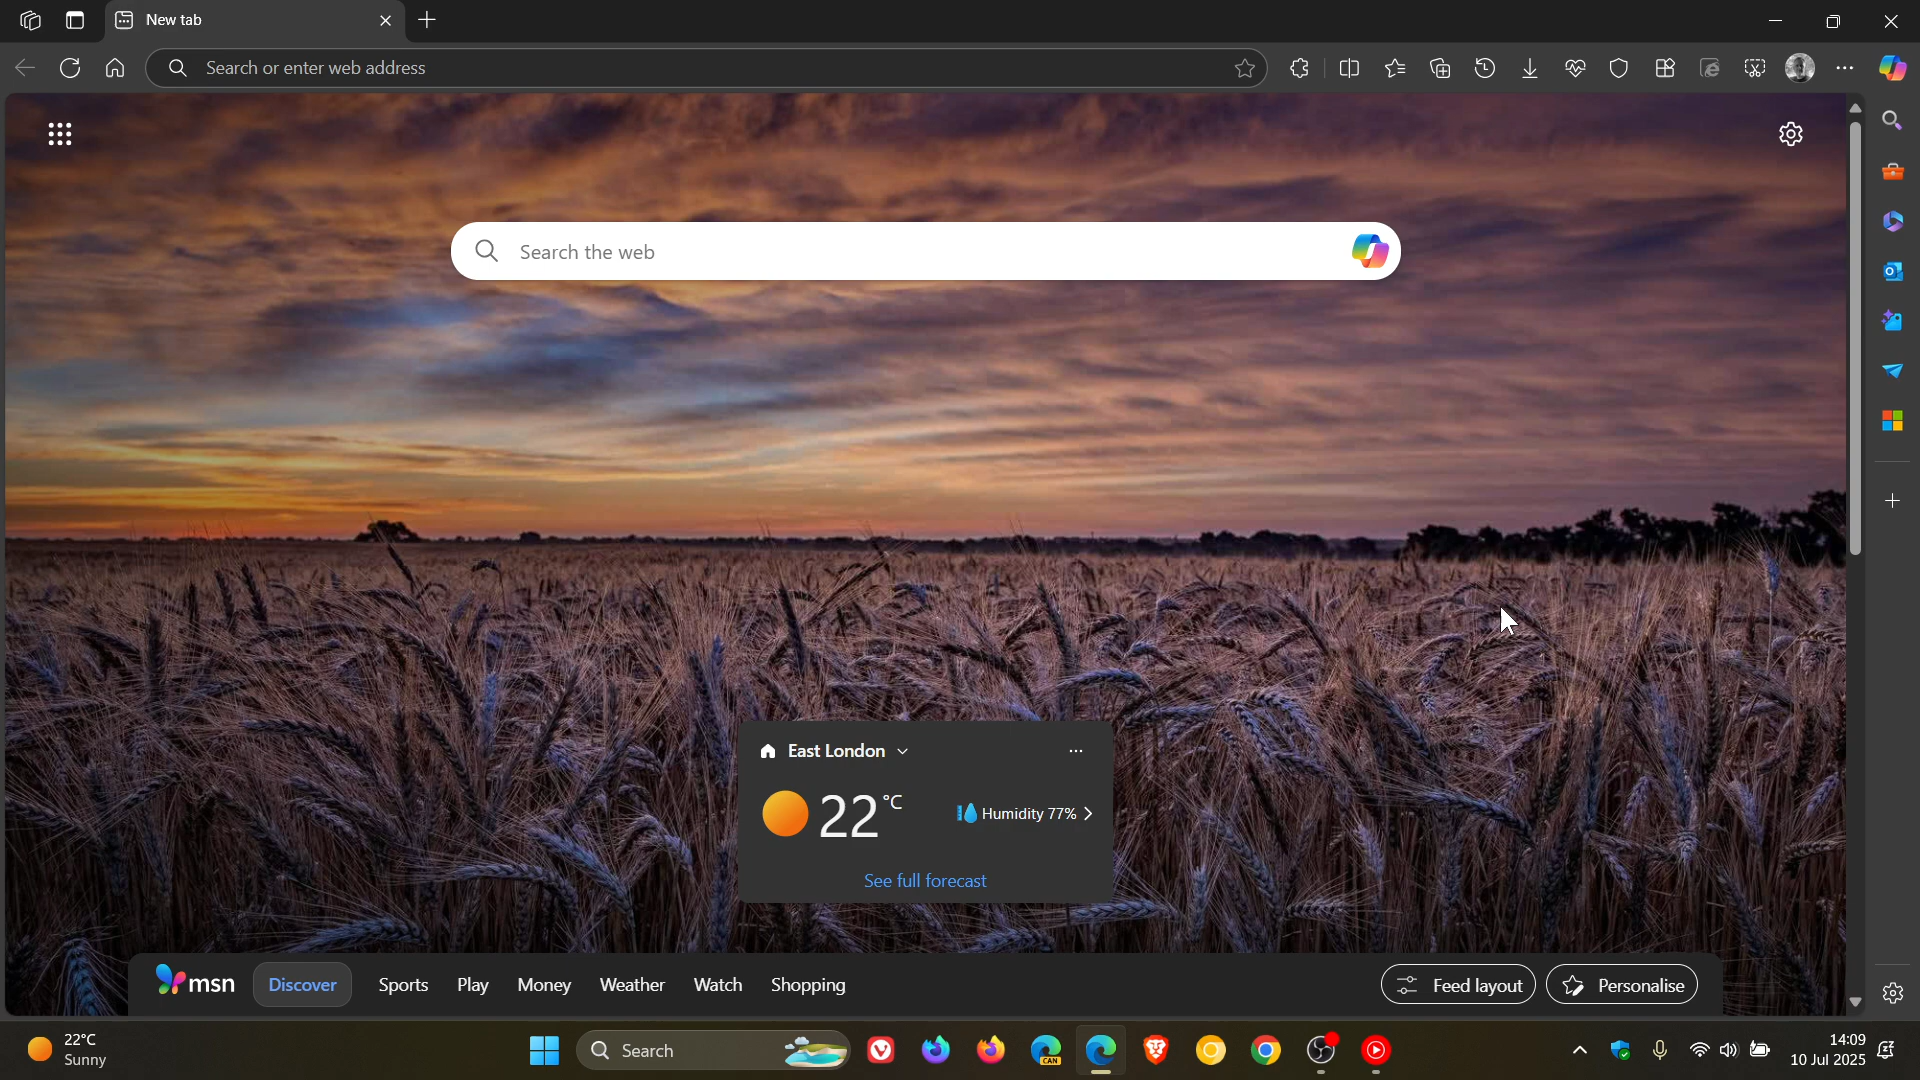 New tab
Search or enter web address
Search the web
East London
22 °C
Humidity 77%
See full forecast
msn
Discover
Sports
Play
Money
Weather
Watch
Shopping
Feed layout
Personalise
22°C
Sunny
Search
CAN
14:09
10 Jul 2025